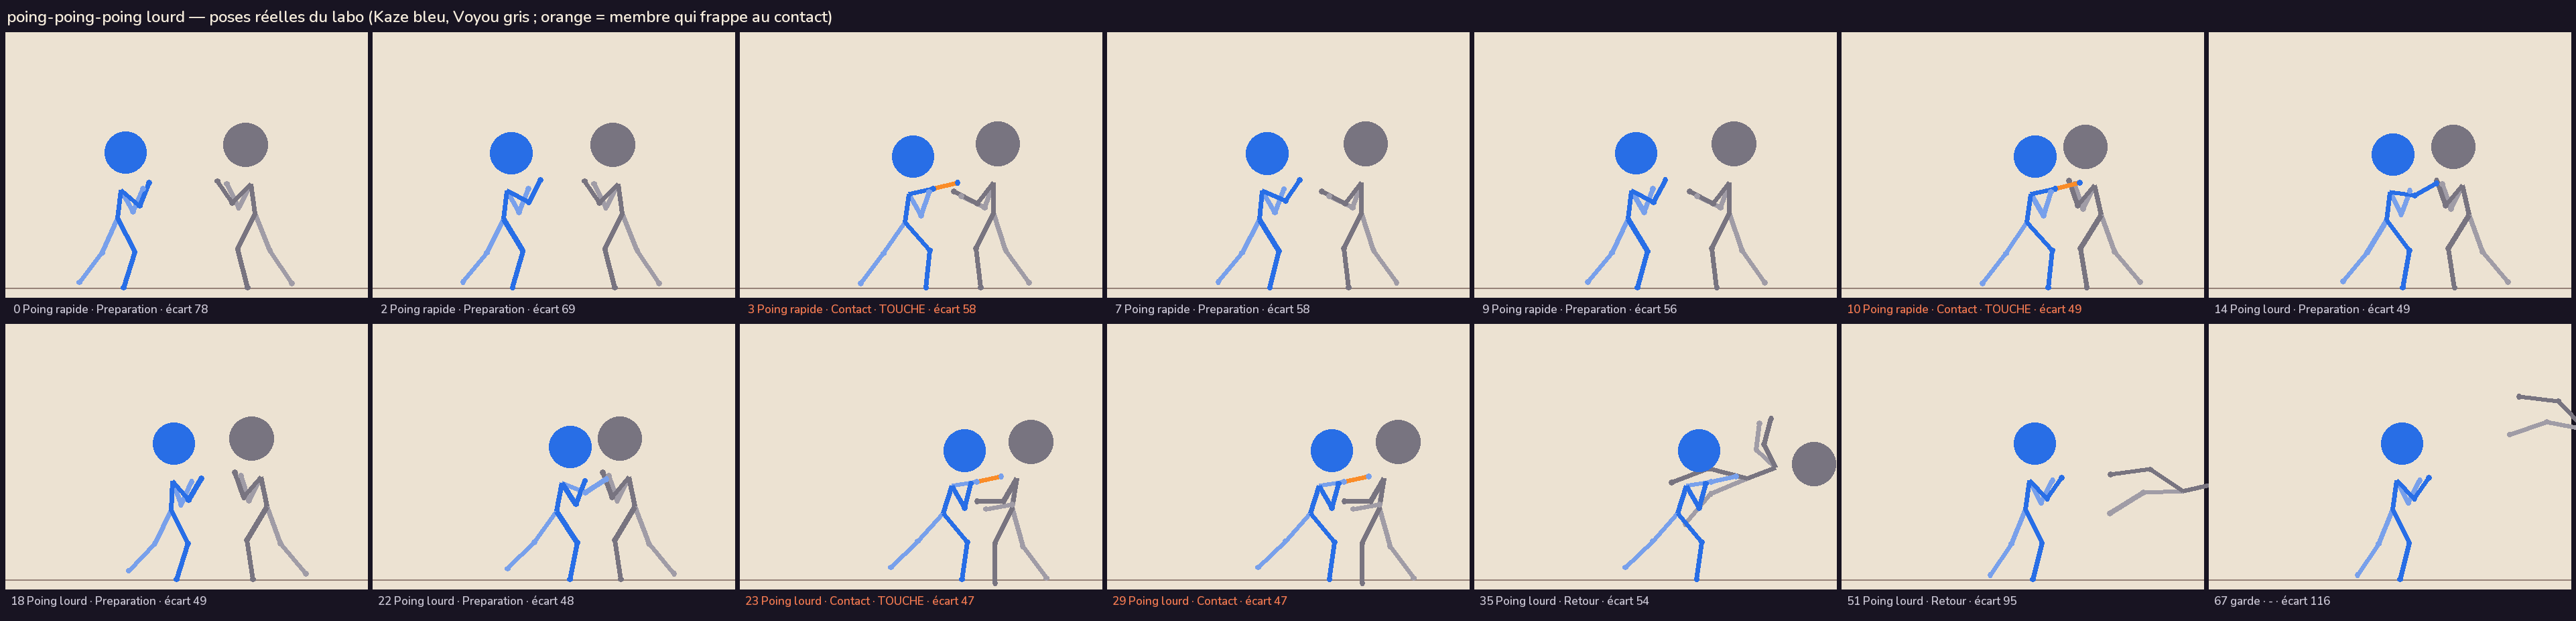 poing-poing-poing lourd — poses réelles du labo (Kaze bleu, Voyou gris ; orange = membre qui frappe au contact)
0 Poing rapide · Preparation · écart 78
2 Poing rapide · Preparation · écart 69
3 Poing rapide · Contact · TOUCHE · écart 58
7 Poing rapide · Preparation · écart 58
9 Poing rapide · Preparation · écart 56
10 Poing rapide · Contact · TOUCHE · écart 49
14 Poing lourd · Preparation · écart 49
18 Poing lourd · Preparation · écart 49
22 Poing lourd · Preparation · écart 48
23 Poing lourd · Contact · TOUCHE · écart 47
29 Poing lourd · Contact · écart 47
35 Poing lourd · Retour · écart 54
51 Poing lourd · Retour · écart 95
67 garde · - · écart 116